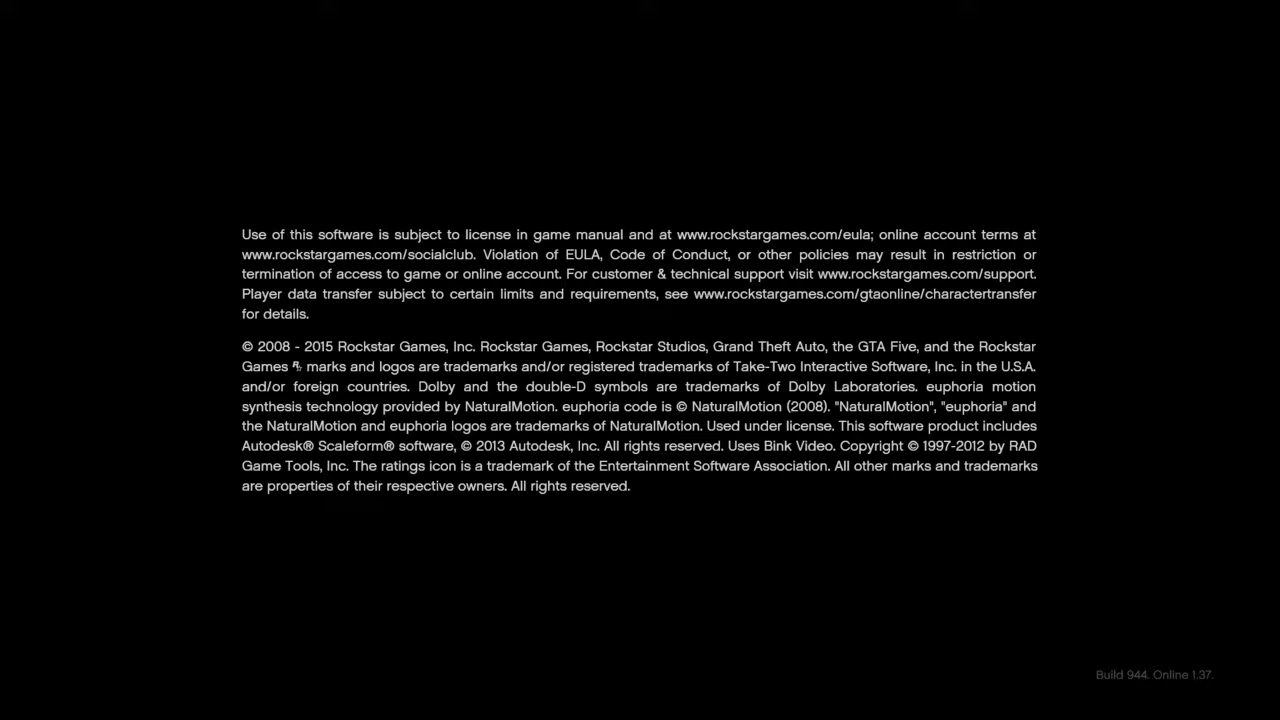 Use of this software is subject to license in game manual and at www.rockstargames.com/eula; online account terms at
www.rockstargames.com/socialclub. Violation of EULA, Code of Conduct, or other policies may result in restriction or
termination of access to game or online account. For customer & technical support visit www.rockstargames.com/support.
Player data transfer subject to certain limits and requirements, see www.rockstargames.com/gtaonline/charactertransfer
for details.
© 2008 - 2015 Rockstar Games, Inc. Rockstar Games, Rockstar Studios, Grand Theft Auto, the GTA Five, and the Rockstar
Games R* marks and logos are trademarks and/or registered trademarks of Take-Two Interactive Software, Inc. in the U.S.A.
and/or foreign countries. Dolby and the double-D symbols are trademarks of Dolby Laboratories. euphoria motion
synthesis technology provided by NaturalMotion. euphoria code is © NaturalMotion (2008). "NaturalMotion", "euphoria" and
the NaturalMotion and euphoria logos are trademarks of NaturalMotion. Used under license. This software product includes
Autodesk® Scaleform® software, © 2013 Autodesk, Inc. All rights reserved. Uses Bink Video. Copyright © 1997-2012 by RAD
Game Tools, Inc. The ratings icon is a trademark of the Entertainment Software Association. All other marks and trademarks
are properties of their respective owners. All rights reserved.
Build 944. Online 1.37.